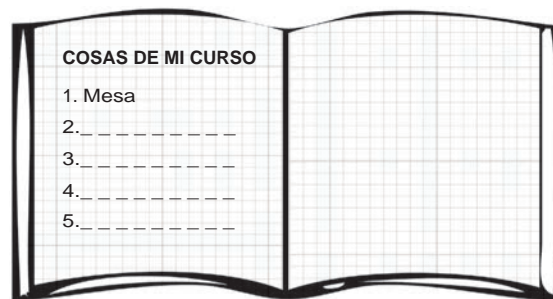 COSAS DE MI CURSO
1. Mesa
2._ _ _ _ _ _ _ _ _
3._ _ _ _ _ _ _ _ _
4._ _ _ _ _ _ _ _ _
5._ _ _ _ _ _ _ _ _